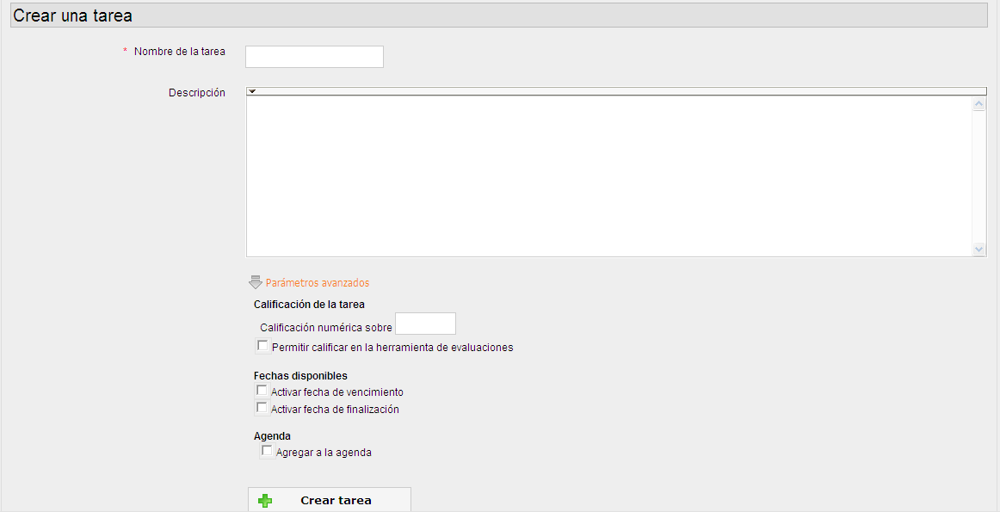 Crear una tarea
* Nombre de la tarea
Descripción
Parámetros avanzados
Calificación de la tarea
Calificación numérica sobre
Permitir calificar en la herramienta de evaluaciones
Fechas disponibles
Activar fecha de vencimiento
Activar fecha de finalización
Agenda
Agregar a la agenda
Crear tarea